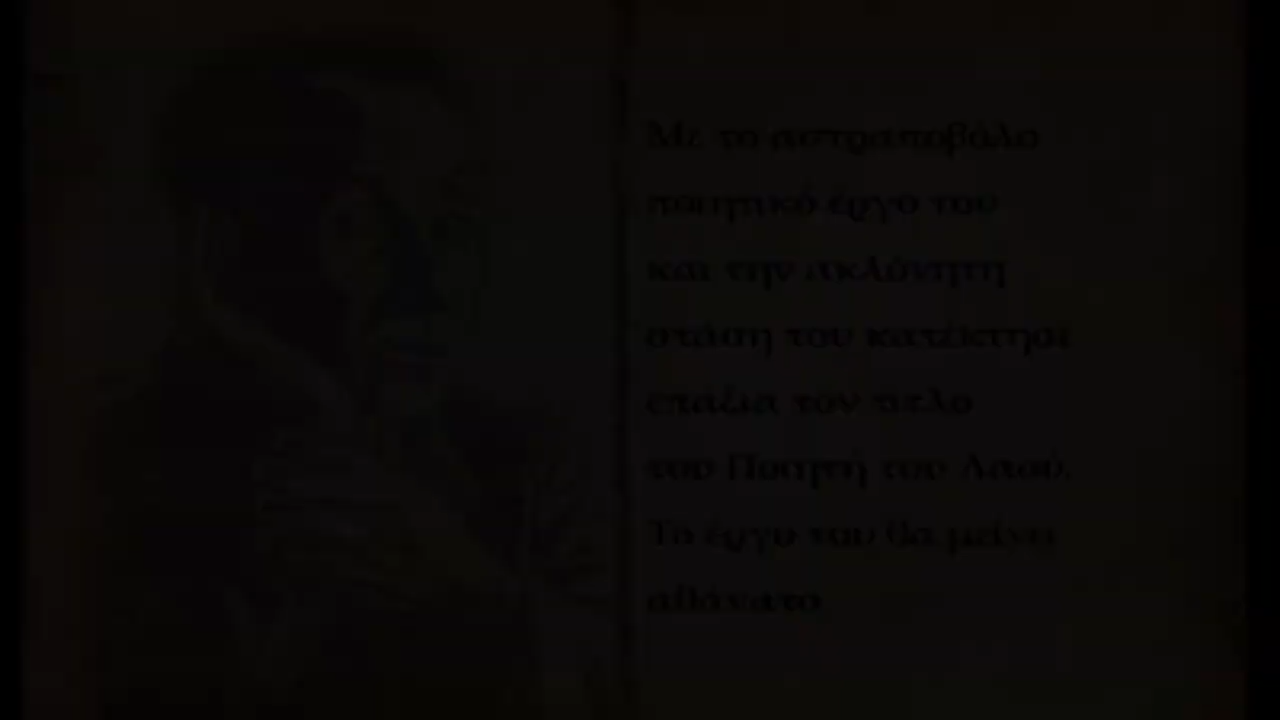 Με το αστραποβόλο
ποιητικό έργο του
και την ακλόνητη
στάση του κατέκτησε
επάξια τον τίτλο
του Ποιητή του Λαού.
Το έργο του θα μείνει
αθάνατο